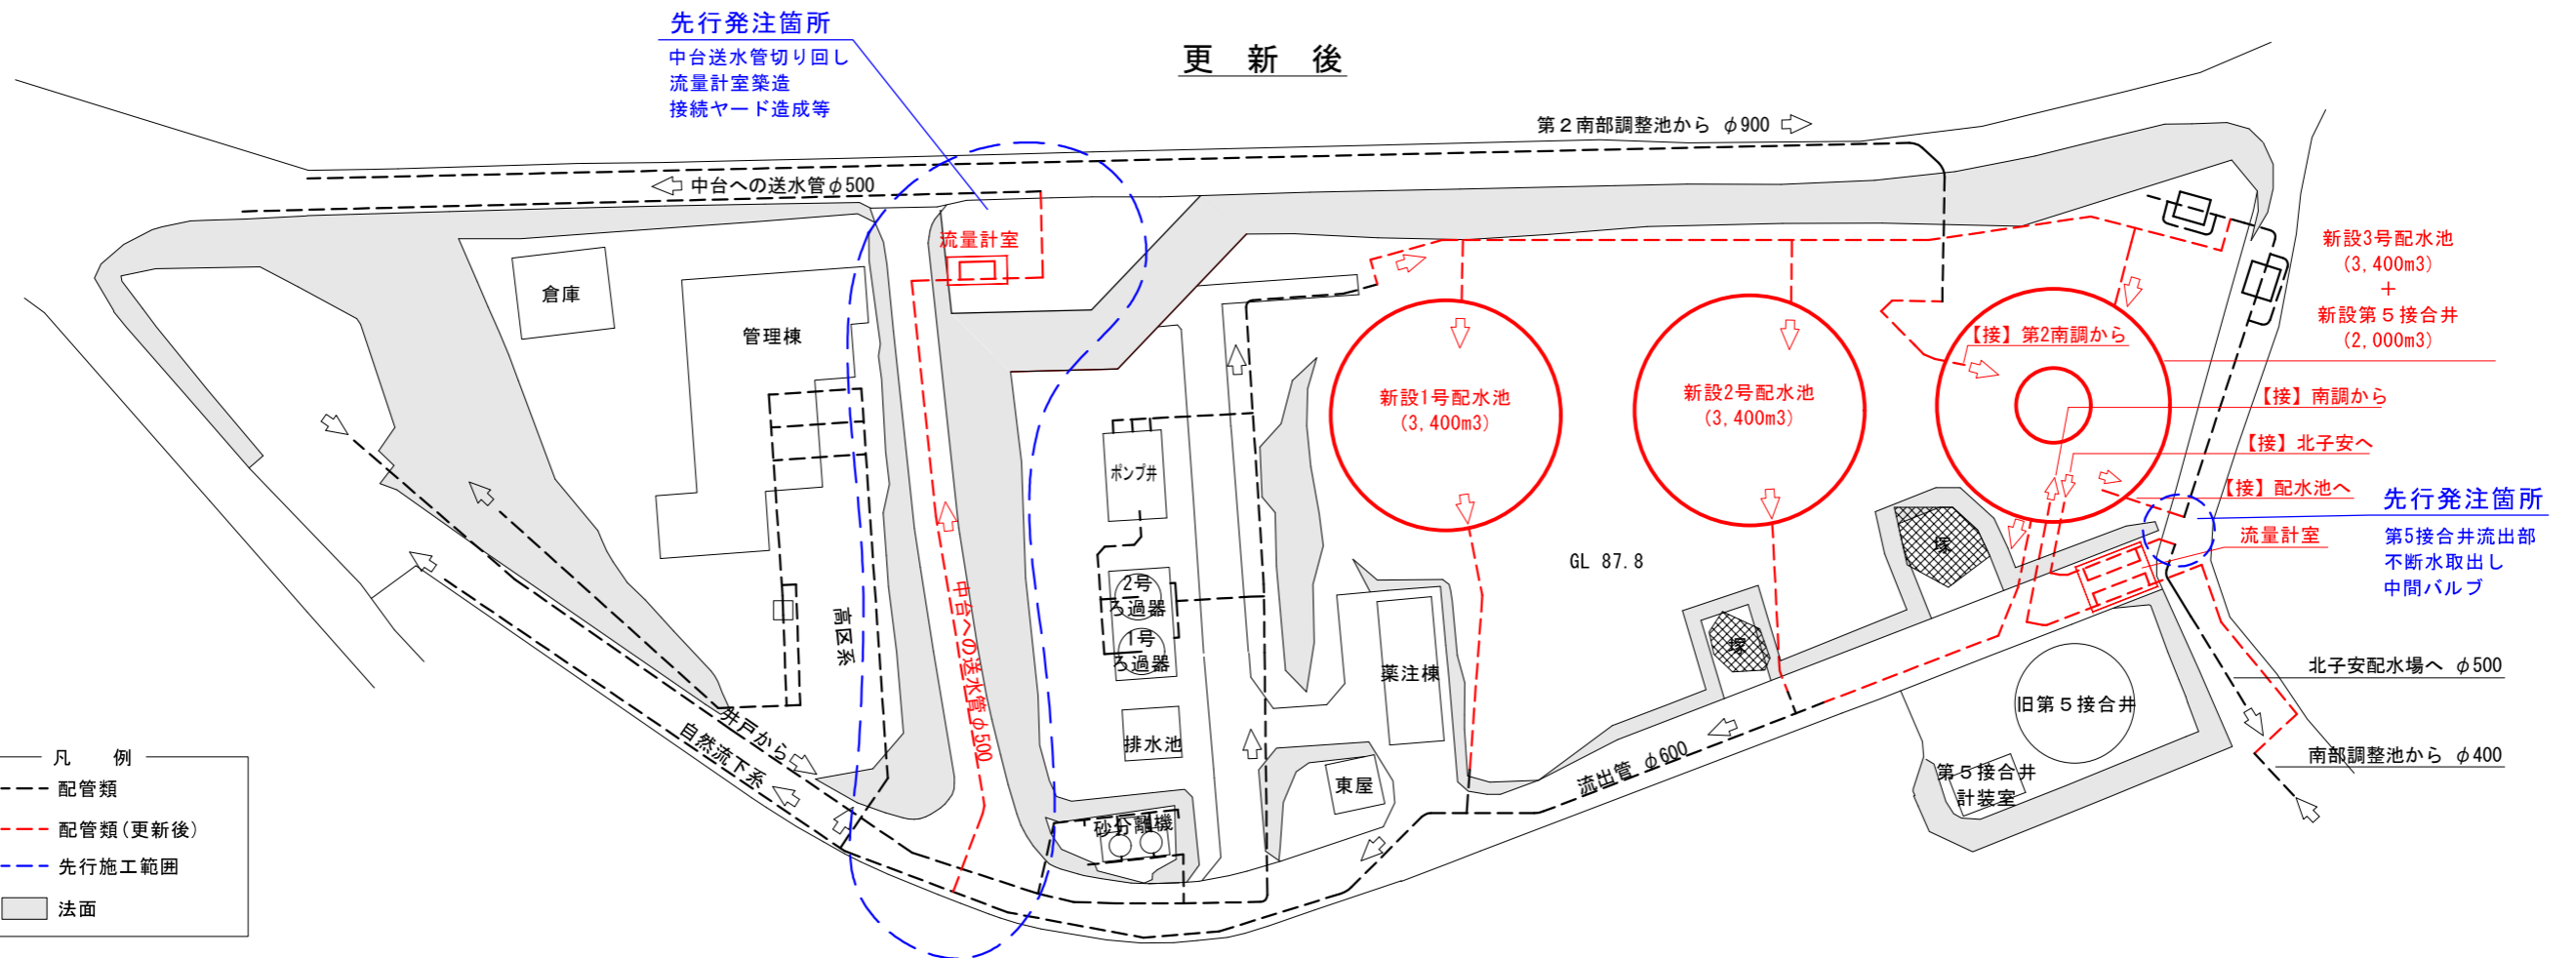 先行発注箇所
中台送水管切り回し
流量計室築造
接続ヤード造成等
更 新 後
第2南部調整池から φ900
中台への送水管φ500
流量計室
倉庫
管理棟
新設3号配水池
(3,400m3)
+
新設第5接合井
(2,000m3)
【接】第2南調から
新設1号配水池
(3,400m3)
新設2号配水池
(3,400m3)
【接】南調から
【接】北子安へ
【接】配水池へ
ポンプ井
先行発注箇所
第5接合井流出部
不断水取出し
中間バルブ
流量計室
塚
GL 87.8
2号
ろ過器
1号
ろ過器
高区系
中台への送水管φ500
塚
薬注棟
北子安配水場へ φ500
旧第5接合井
井戸から
自然流下系
排水池
流出管 φ600
東屋
南部調整池から φ400
第5接合井
計装室
砂分離機
凡 例
配管類
配管類(更新後)
先行施工範囲
法面